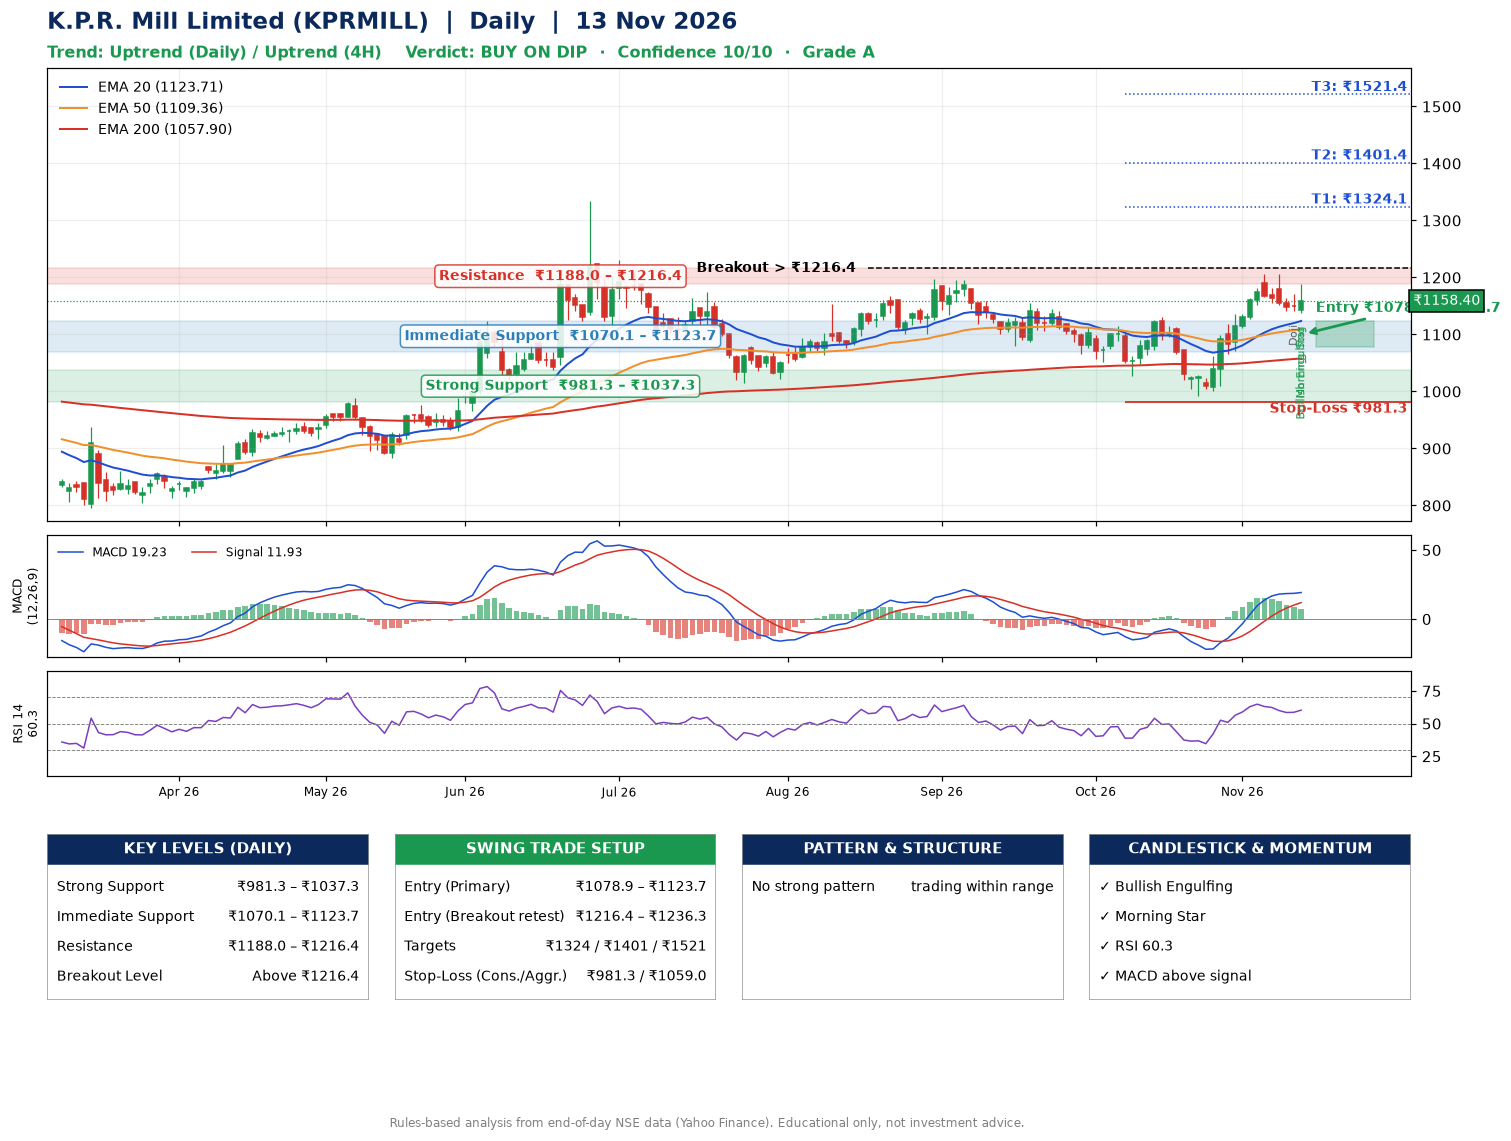 K.P.R. Mill Limited (KPRMILL) | Daily | 13 Nov 2026
Trend: Uptrend (Daily) / Uptrend (4H) Verdict: BUY ON DIP · Confidence 10/10 · Grade A
EMA 20 (1123.71)
EMA 50 (1109.36)
EMA 200 (1057.90)
T3: ₹1521.4
T2: ₹1401.4
T1: ₹1324.1
Resistance ₹1188.0 – ₹1216.4
Breakout > ₹1216.4
₹1158.40
Entry ₹1078
.7
Immediate Support ₹1070.1 – ₹1123.7
Strong Support ₹981.3 – ₹1037.3
Stop-Loss ₹981.3
Doji
1500
1400
1300
1200
1100
1000
900
800
MACD
(12,26,9)
MACD 19.23
Signal 11.93
50
0
RSI 14
60.3
75
50
25
Apr 26
May 26
Jun 26
Jul 26
Aug 26
Sep 26
Oct 26
Nov 26
KEY LEVELS (DAILY)
Strong Support ₹981.3 – ₹1037.3
Immediate Support ₹1070.1 – ₹1123.7
Resistance ₹1188.0 – ₹1216.4
Breakout Level Above ₹1216.4
SWING TRADE SETUP
Entry (Primary) ₹1078.9 – ₹1123.7
Entry (Breakout retest) ₹1216.4 – ₹1236.3
Targets ₹1324 / ₹1401 / ₹1521
Stop-Loss (Cons./Aggr.) ₹981.3 / ₹1059.0
PATTERN & STRUCTURE
No strong pattern trading within range
CANDLESTICK & MOMENTUM
✓ Bullish Engulfing
✓ Morning Star
✓ RSI 60.3
✓ MACD above signal
Rules-based analysis from end-of-day NSE data (Yahoo Finance). Educational only, not investment advice.